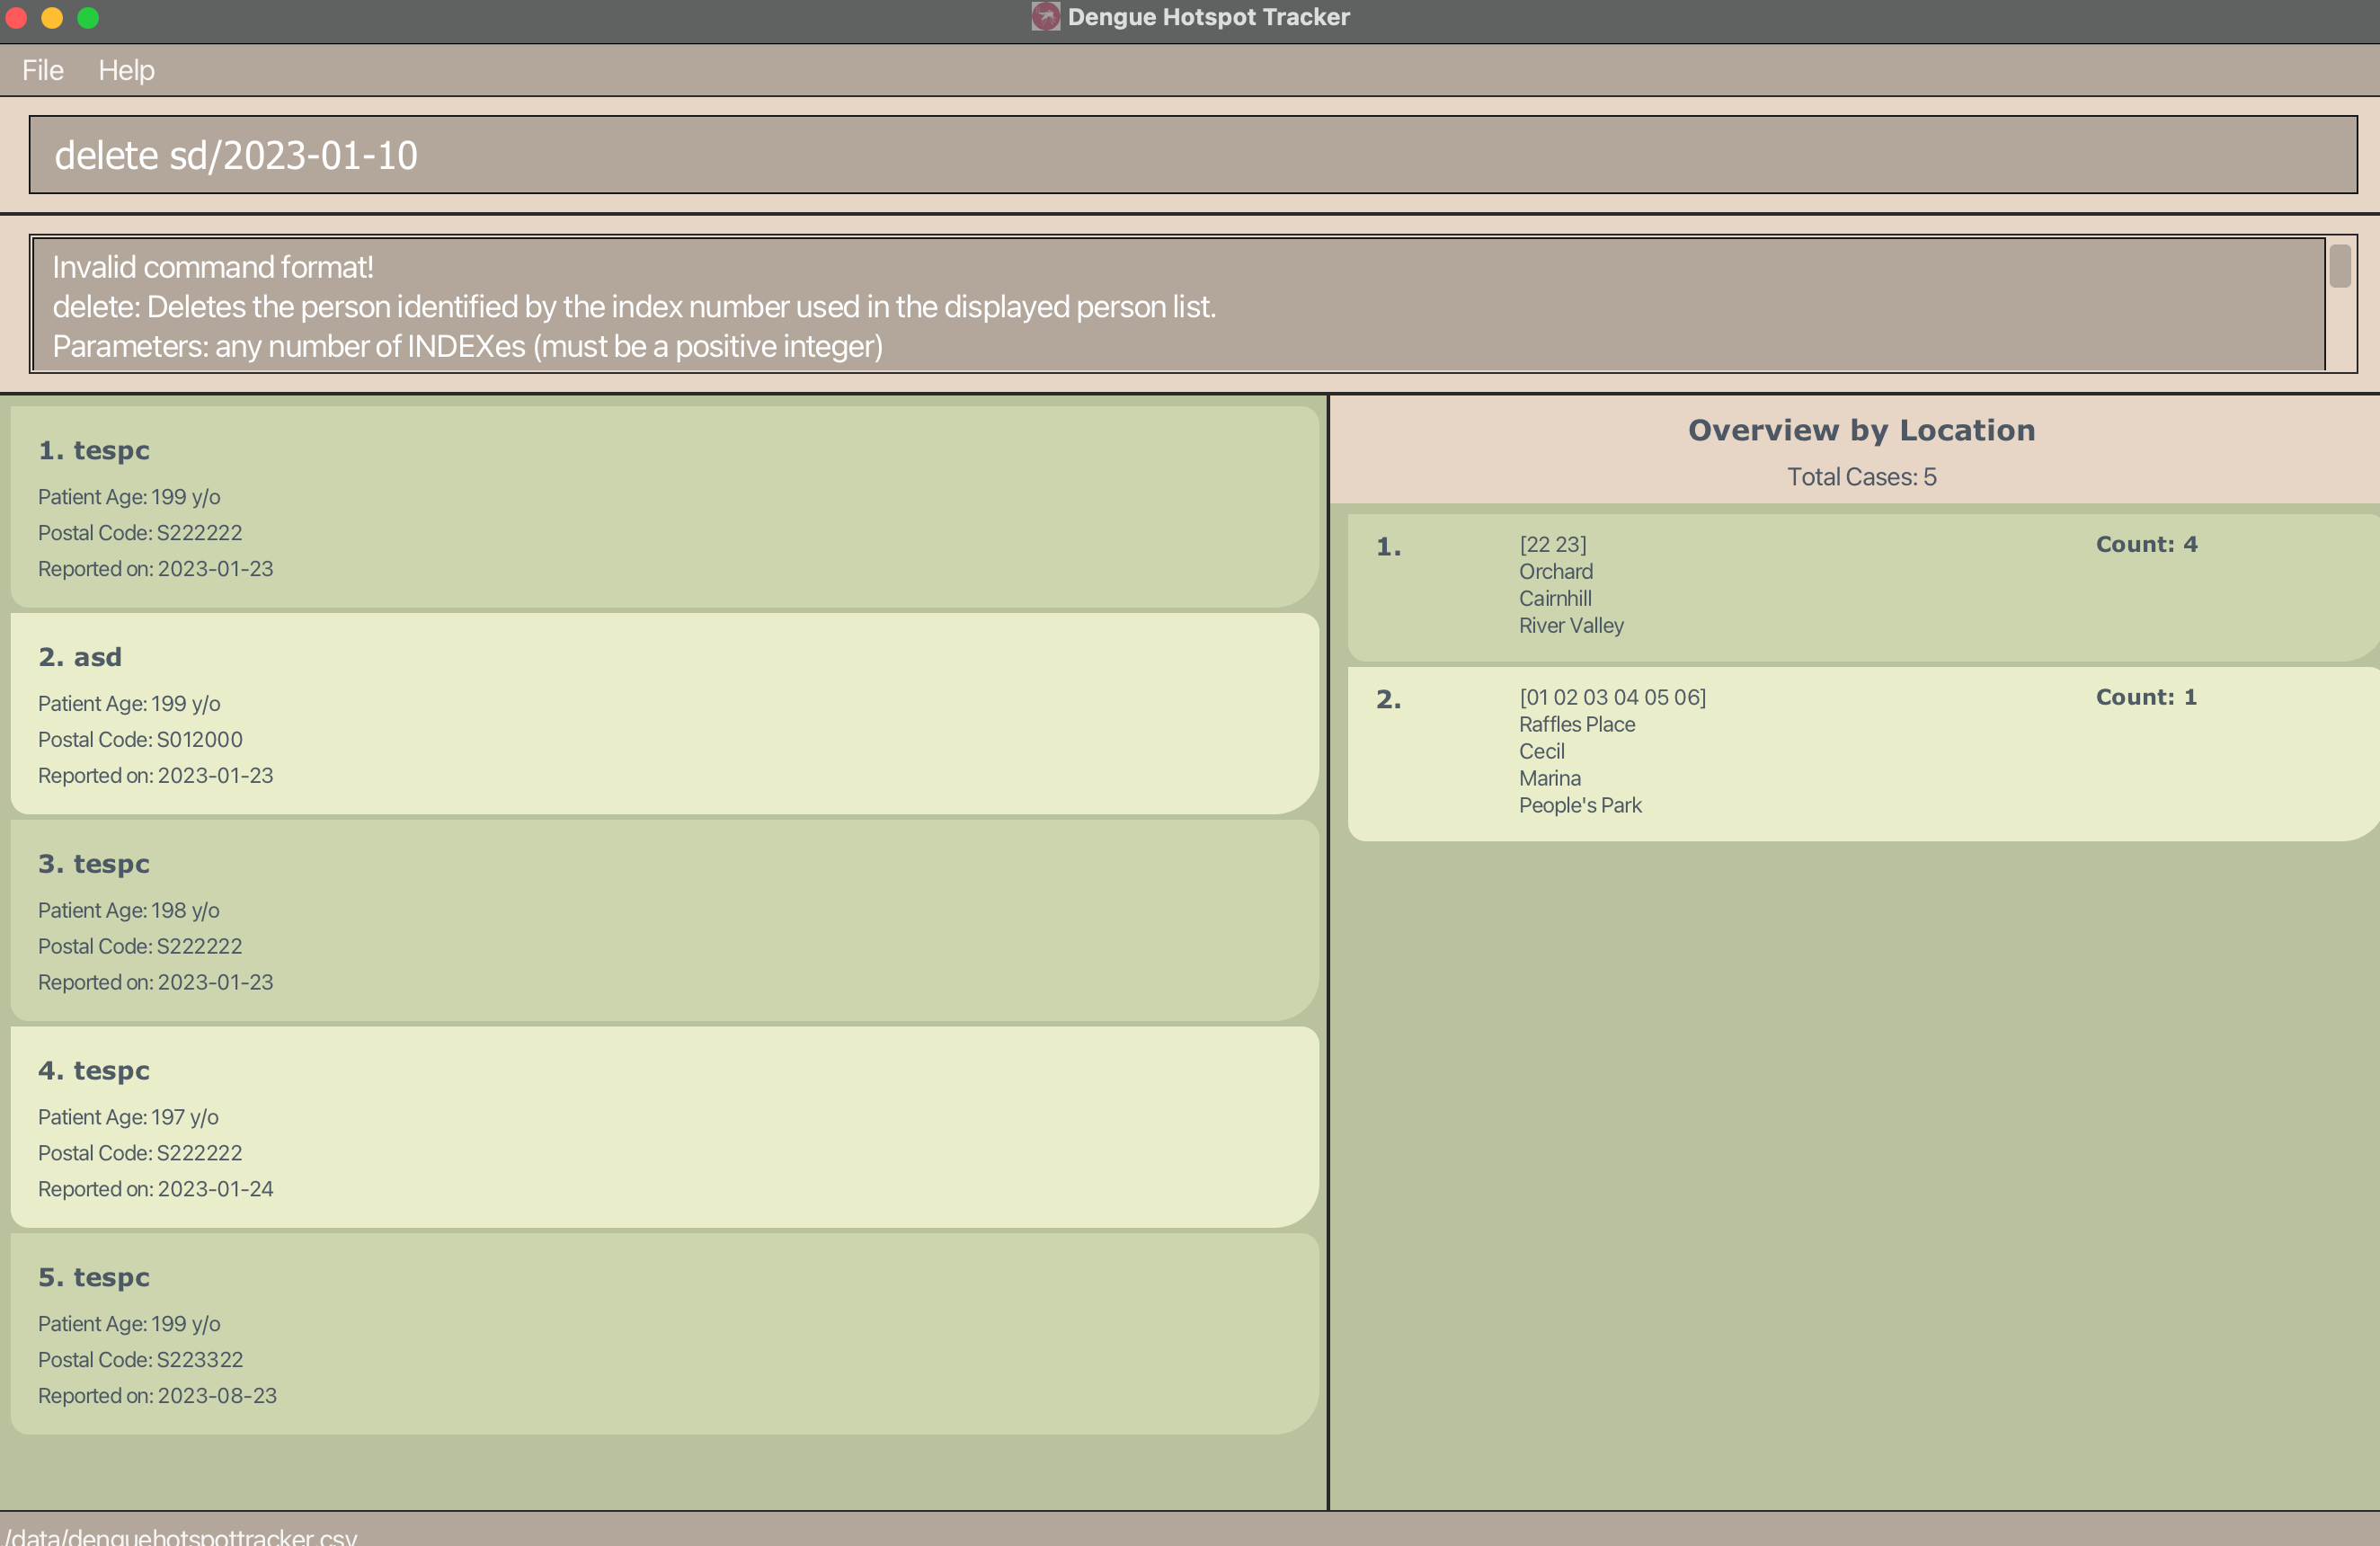 Dengue Hotspot Tracker
File Help
delete sd/2023-01-10
Invalid command format!
delete: Deletes the person identified by the index number used in the displayed person list.
Parameters: any number of INDEXes (must be a positive integer)
1. tespc
Patient Age: 199 y/o
Postal Code: S222222
Reported on: 2023-01-23
2. asd
Patient Age: 199 y/o
Postal Code: S012000
Reported on: 2023-01-23
3. tespc
Patient Age: 198 y/o
Postal Code: S222222
Reported on: 2023-01-23
4. tespc
Patient Age: 197 y/o
Postal Code: S222222
Reported on: 2023-01-24
5. tespc
Patient Age: 199 y/o
Postal Code: S223322
Reported on: 2023-08-23
Overview by Location
Total Cases: 5
1. [22 23] Count: 4
Orchard
Cairnhill
River Valley
2. [01 02 03 04 05 06] Count: 1
Raffles Place
Cecil
Marina
People's Park
/data/denguehotspottracker.csv